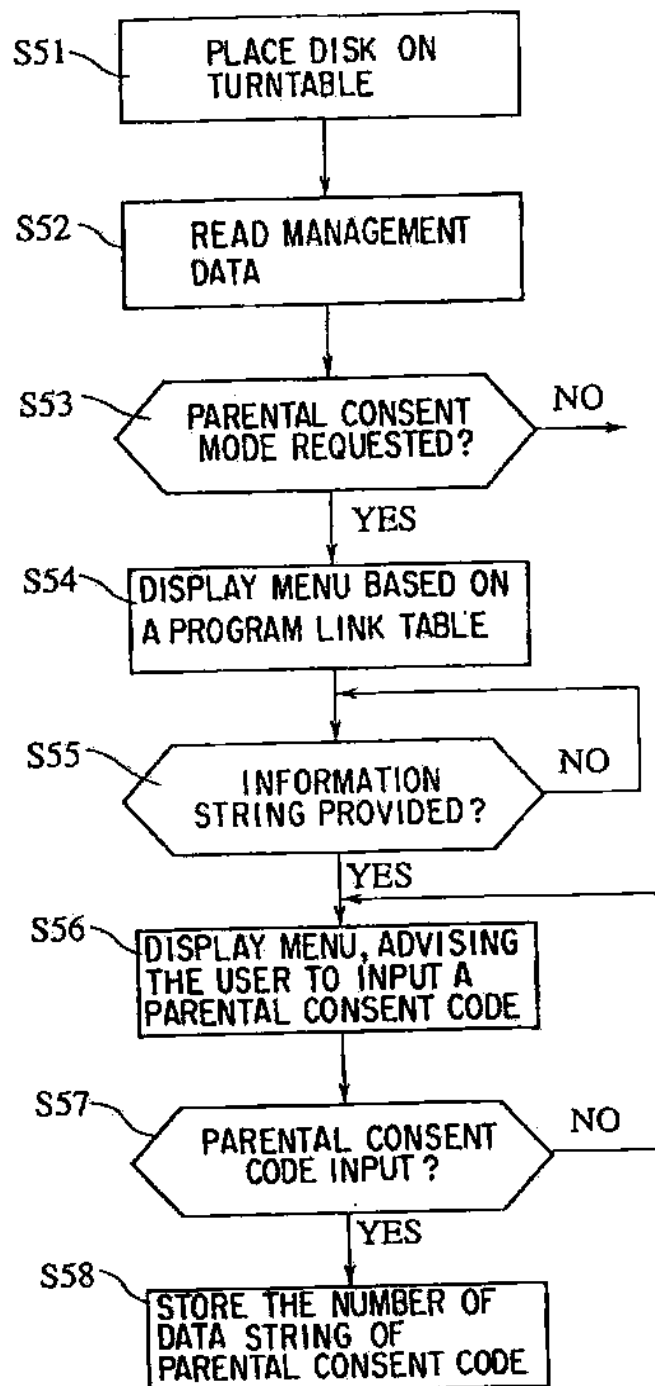 S51
PLACE DISK ON
TURNTABLE
S52
READ MANAGEMENT
DATA
S53
PARENTAL CONSENT
MODE REQUESTED?
NO
YES
S54
DISPLAY MENU BASED ON
A PROGRAM LINK TABLE
S55
INFORMATION
STRING PROVIDED?
NO
YES
S56
DISPLAY MENU, ADVISING
THE USER TO INPUT A
PARENTAL CONSENT CODE
S57
PARENTAL CONSENT
CODE INPUT?
NO
YES
S58
STORE THE NUMBER OF
DATA STRING OF
PARENTAL CONSENT CODE